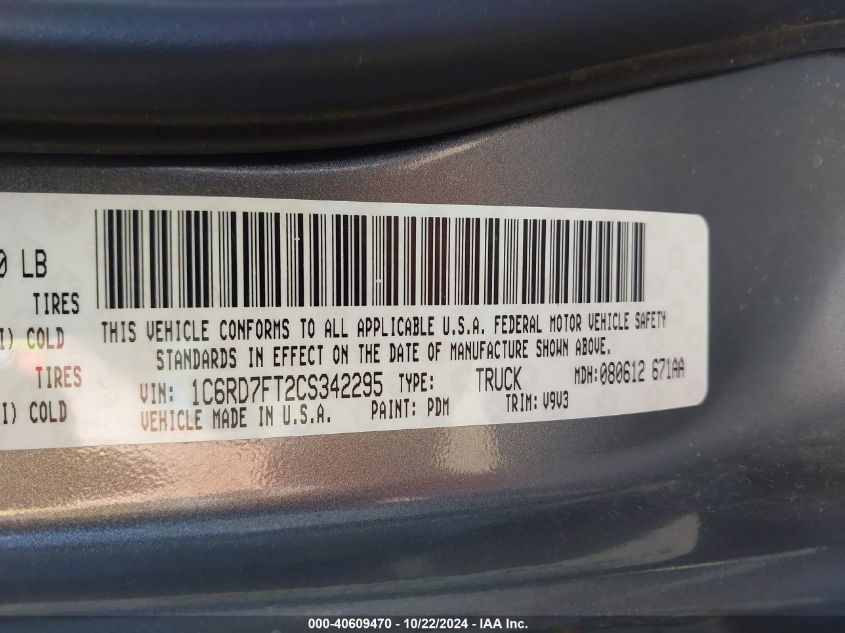 0 LB
TIRES
I) COLD
TIRES
I) COLD
THIS VEHICLE CONFORMS TO ALL APPLICABLE U.S.A. FEDERAL MOTOR VEHICLE SAFETY
STANDARDS IN EFFECT ON THE DATE OF MANUFACTURE SHOWN ABOVE.
VIN: 1C6RD7FT2CS342295 TYPE: TRUCK MDH:080612 671AA
VEHICLE MADE IN U.S.A. PAINT: PDM TRIM: V9V3
000-40609470 | 10/22/2024 - IAA Inc.